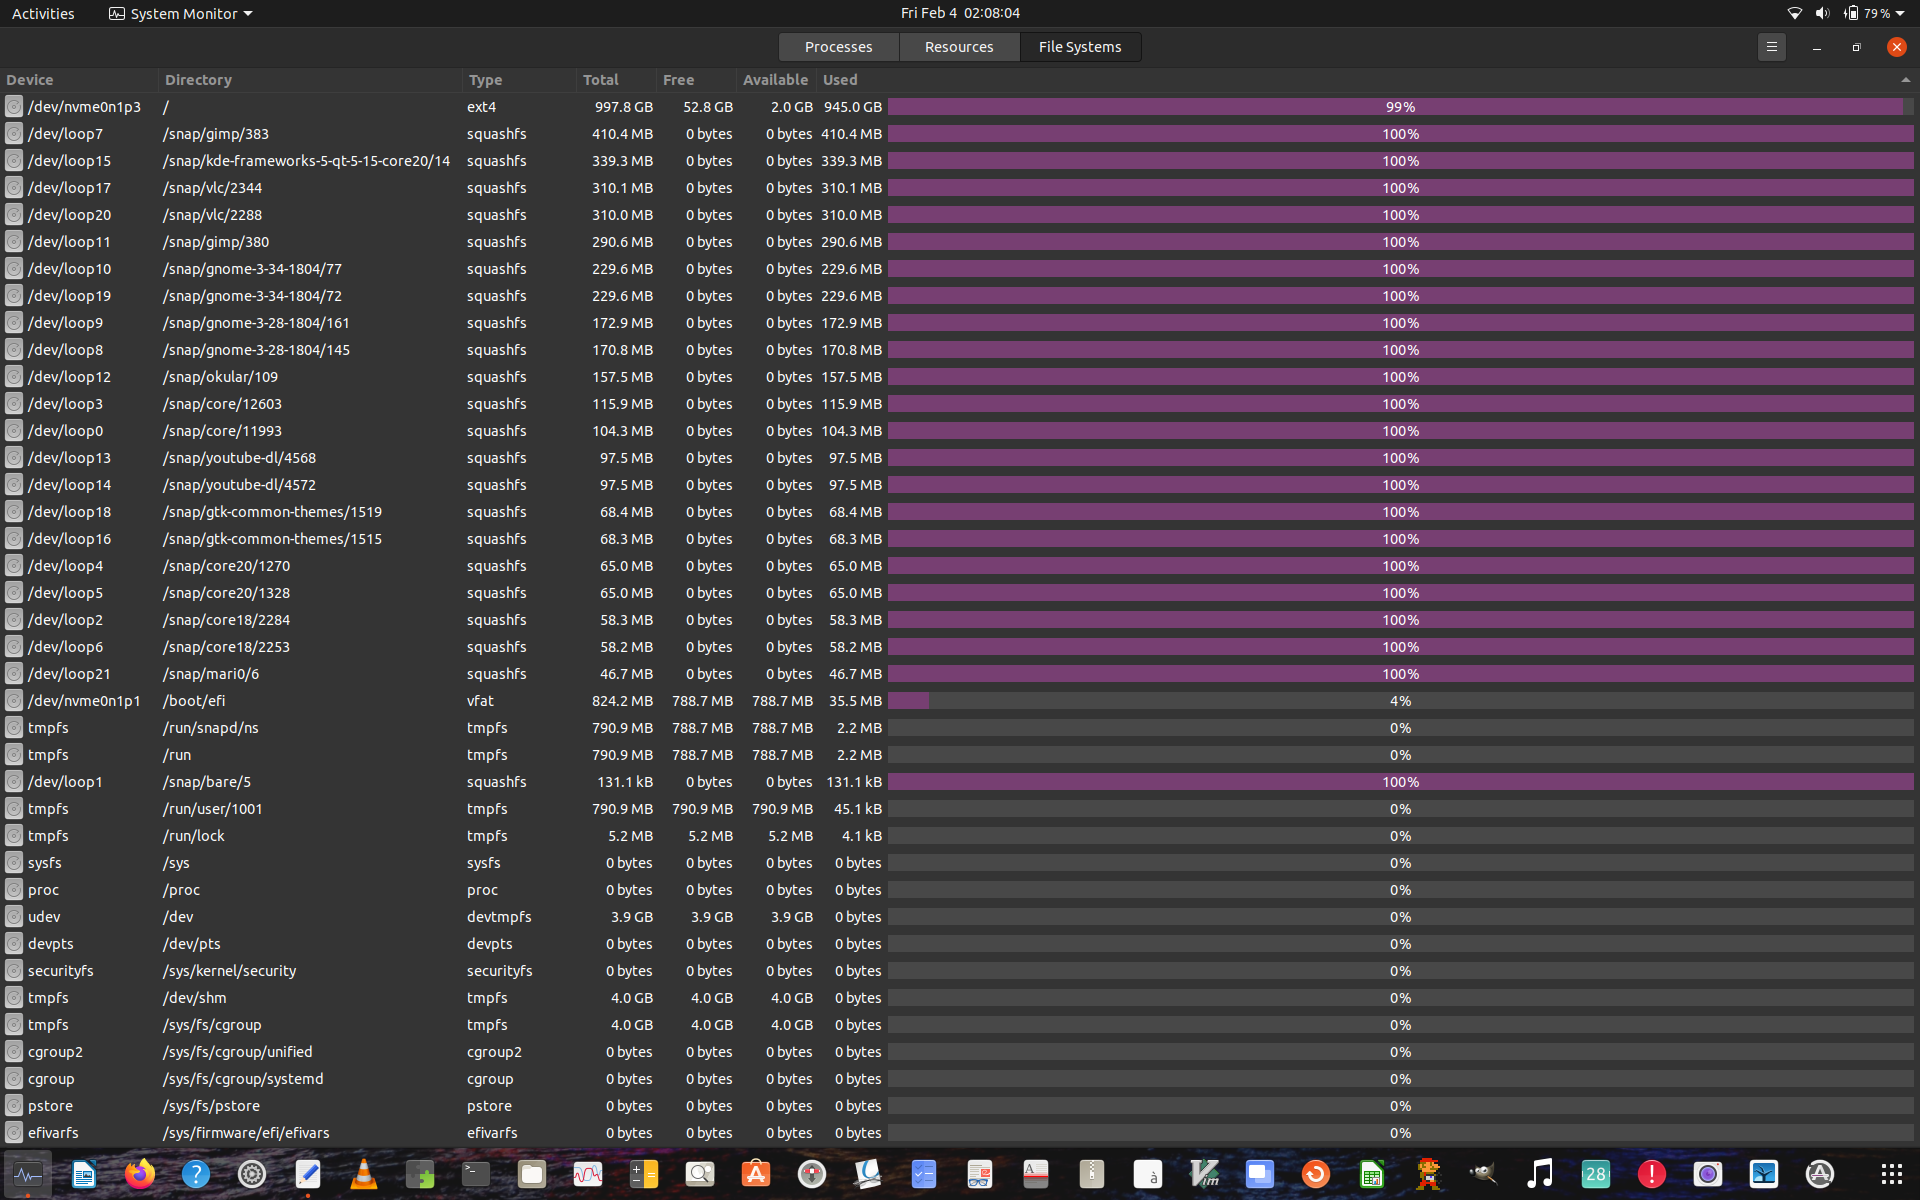 Activities System Monitor Fri Feb 4 02:08:04 79 %
Processes Resources File Systems
Device Directory Type Total Free Available Used
/dev/nvme0n1p3 / ext4 997.8 GB 52.8 GB 2.0 GB 945.0 GB 99%
/dev/loop7 /snap/gimp/383 squashfs 410.4 MB 0 bytes 0 bytes 410.4 MB 100%
/dev/loop15 /snap/kde-frameworks-5-qt-5-15-core20/14 squashfs 339.3 MB 0 bytes 0 bytes 339.3 MB 100%
/dev/loop17 /snap/vlc/2344 squashfs 310.1 MB 0 bytes 0 bytes 310.1 MB 100%
/dev/loop20 /snap/vlc/2288 squashfs 310.0 MB 0 bytes 0 bytes 310.0 MB 100%
/dev/loop11 /snap/gimp/380 squashfs 290.6 MB 0 bytes 0 bytes 290.6 MB 100%
/dev/loop10 /snap/gnome-3-34-1804/77 squashfs 229.6 MB 0 bytes 0 bytes 229.6 MB 100%
/dev/loop19 /snap/gnome-3-34-1804/72 squashfs 229.6 MB 0 bytes 0 bytes 229.6 MB 100%
/dev/loop9 /snap/gnome-3-28-1804/161 squashfs 172.9 MB 0 bytes 0 bytes 172.9 MB 100%
/dev/loop8 /snap/gnome-3-28-1804/145 squashfs 170.8 MB 0 bytes 0 bytes 170.8 MB 100%
/dev/loop12 /snap/okular/109 squashfs 157.5 MB 0 bytes 0 bytes 157.5 MB 100%
/dev/loop3 /snap/core/12603 squashfs 115.9 MB 0 bytes 0 bytes 115.9 MB 100%
/dev/loop0 /snap/core/11993 squashfs 104.3 MB 0 bytes 0 bytes 104.3 MB 100%
/dev/loop13 /snap/youtube-dl/4568 squashfs 97.5 MB 0 bytes 0 bytes 97.5 MB 100%
/dev/loop14 /snap/youtube-dl/4572 squashfs 97.5 MB 0 bytes 0 bytes 97.5 MB 100%
/dev/loop18 /snap/gtk-common-themes/1519 squashfs 68.4 MB 0 bytes 0 bytes 68.4 MB 100%
/dev/loop16 /snap/gtk-common-themes/1515 squashfs 68.3 MB 0 bytes 0 bytes 68.3 MB 100%
/dev/loop4 /snap/core20/1270 squashfs 65.0 MB 0 bytes 0 bytes 65.0 MB 100%
/dev/loop5 /snap/core20/1328 squashfs 65.0 MB 0 bytes 0 bytes 65.0 MB 100%
/dev/loop2 /snap/core18/2284 squashfs 58.3 MB 0 bytes 0 bytes 58.3 MB 100%
/dev/loop6 /snap/core18/2253 squashfs 58.2 MB 0 bytes 0 bytes 58.2 MB 100%
/dev/loop21 /snap/mari0/6 squashfs 46.7 MB 0 bytes 0 bytes 46.7 MB 100%
/dev/nvme0n1p1 /boot/efi vfat 824.2 MB 788.7 MB 788.7 MB 35.5 MB 4%
tmpfs /run/snapd/ns tmpfs 790.9 MB 788.7 MB 788.7 MB 2.2 MB 0%
tmpfs /run tmpfs 790.9 MB 788.7 MB 788.7 MB 2.2 MB 0%
/dev/loop1 /snap/bare/5 squashfs 131.1 kB 0 bytes 0 bytes 131.1 kB 100%
tmpfs /run/user/1001 tmpfs 790.9 MB 790.9 MB 790.9 MB 45.1 kB 0%
tmpfs /run/lock tmpfs 5.2 MB 5.2 MB 5.2 MB 4.1 kB 0%
sysfs /sys sysfs 0 bytes 0 bytes 0 bytes 0 bytes 0%
proc /proc proc 0 bytes 0 bytes 0 bytes 0 bytes 0%
udev /dev devtmpfs 3.9 GB 3.9 GB 3.9 GB 0 bytes 0%
devpts /dev/pts devpts 0 bytes 0 bytes 0 bytes 0 bytes 0%
securityfs /sys/kernel/security securityfs 0 bytes 0 bytes 0 bytes 0 bytes 0%
tmpfs /dev/shm tmpfs 4.0 GB 4.0 GB 4.0 GB 0 bytes 0%
tmpfs /sys/fs/cgroup tmpfs 4.0 GB 4.0 GB 4.0 GB 0 bytes 0%
cgroup2 /sys/fs/cgroup/unified cgroup2 0 bytes 0 bytes 0 bytes 0 bytes 0%
cgroup /sys/fs/cgroup/systemd cgroup 0 bytes 0 bytes 0 bytes 0 bytes 0%
pstore /sys/fs/pstore pstore 0 bytes 0 bytes 0 bytes 0 bytes 0%
efivarfs /sys/firmware/efi/efivars efivarfs 0 bytes 0 bytes 0 bytes 0 bytes 0%
? >_ A à Vim 28 !